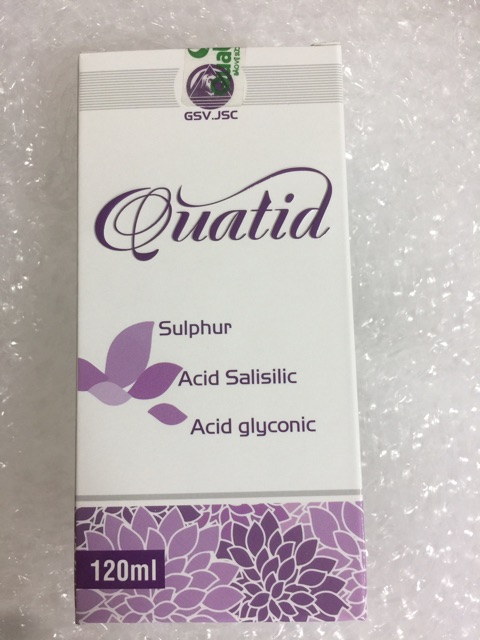 GSV.JSC
Quatid
Sulphur
Acid Salisilic
Acid glyconic
120ml